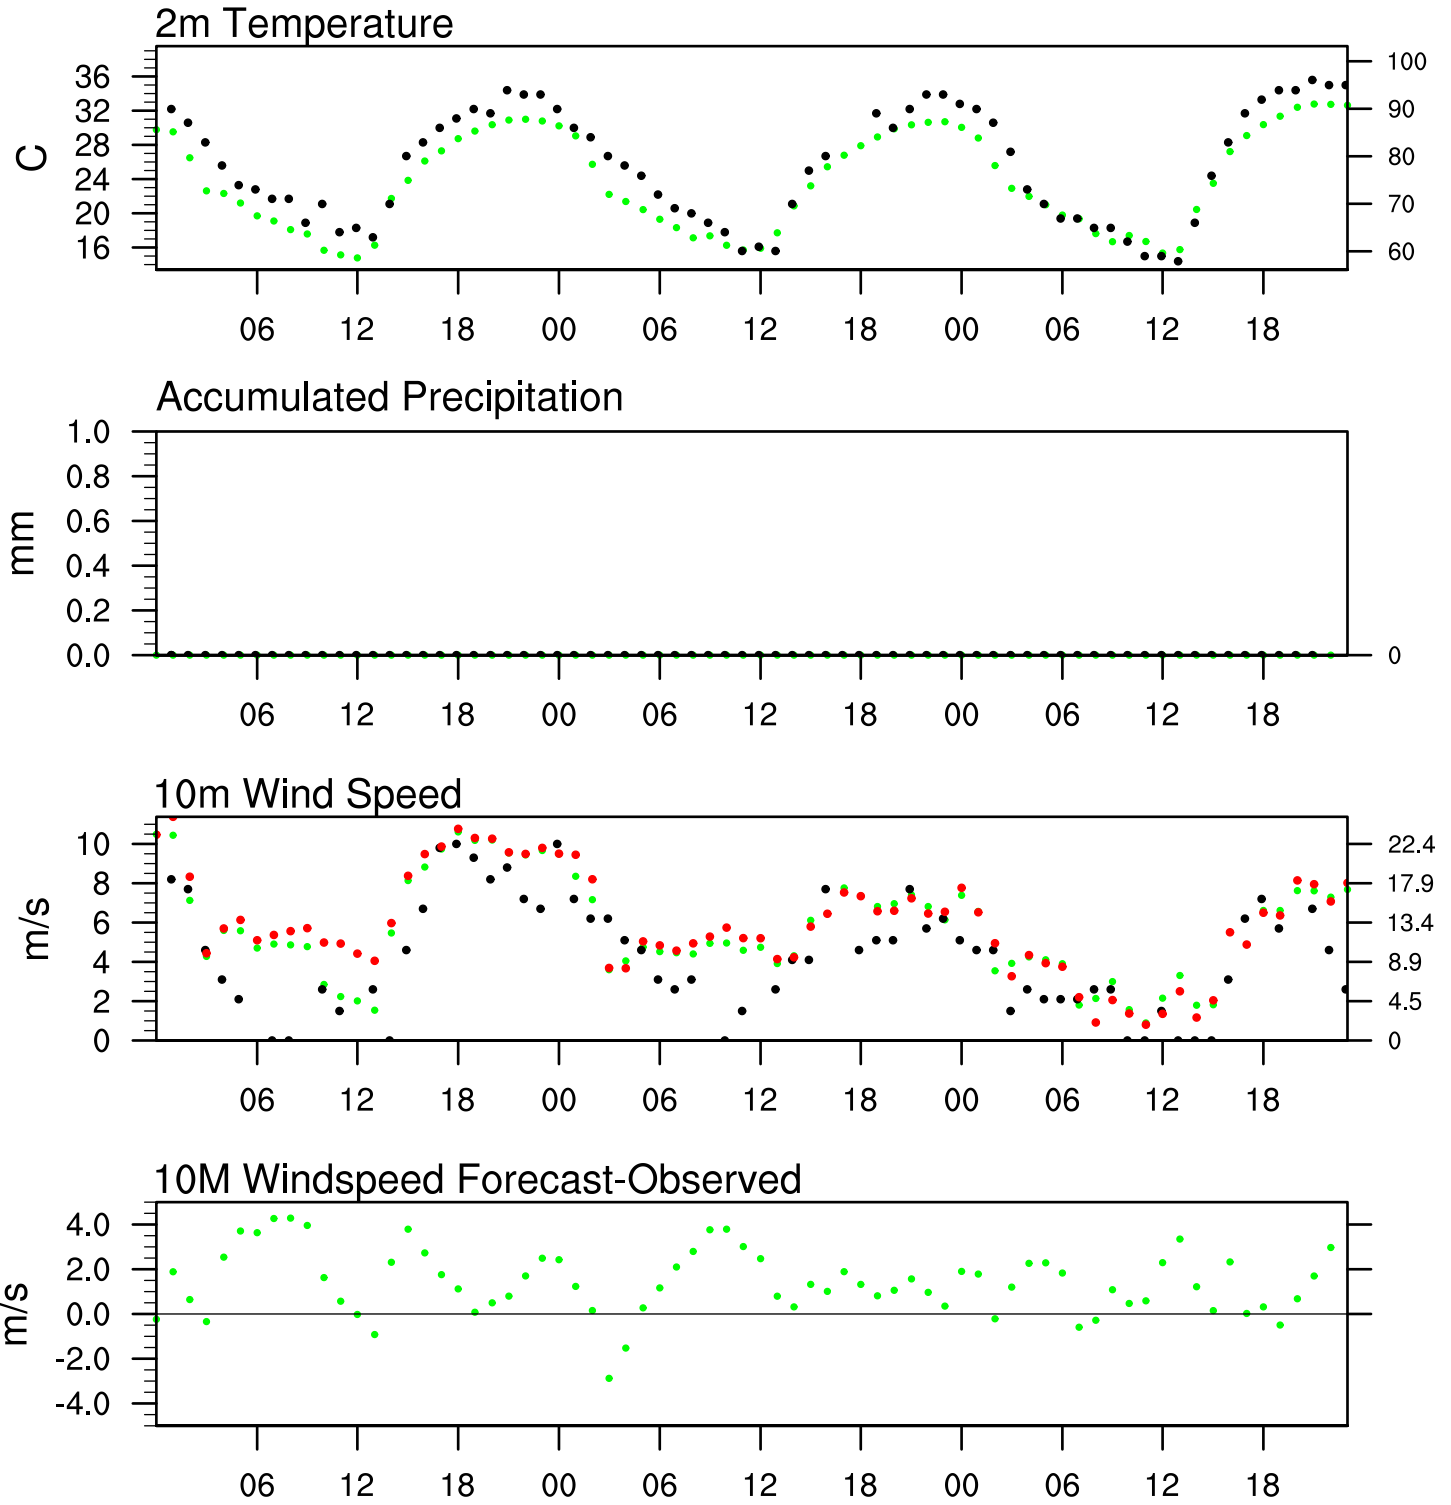 2m Temperature
C
36
32
28
24
20
16
100
90
80
70
60
06 12 18 00 06 12 18 00 06 12 18
Accumulated Precipitation
mm
1.0
0.8
0.6
0.4
0.2
0.0
0
06 12 18 00 06 12 18 00 06 12 18
10m Wind Speed
m/s
10
8
6
4
2
0
22.4
17.9
13.4
8.9
4.5
0
06 12 18 00 06 12 18 00 06 12 18
10M Windspeed Forecast-Observed
m/s
4.0
2.0
0.0
-2.0
-4.0
06 12 18 00 06 12 18 00 06 12 18